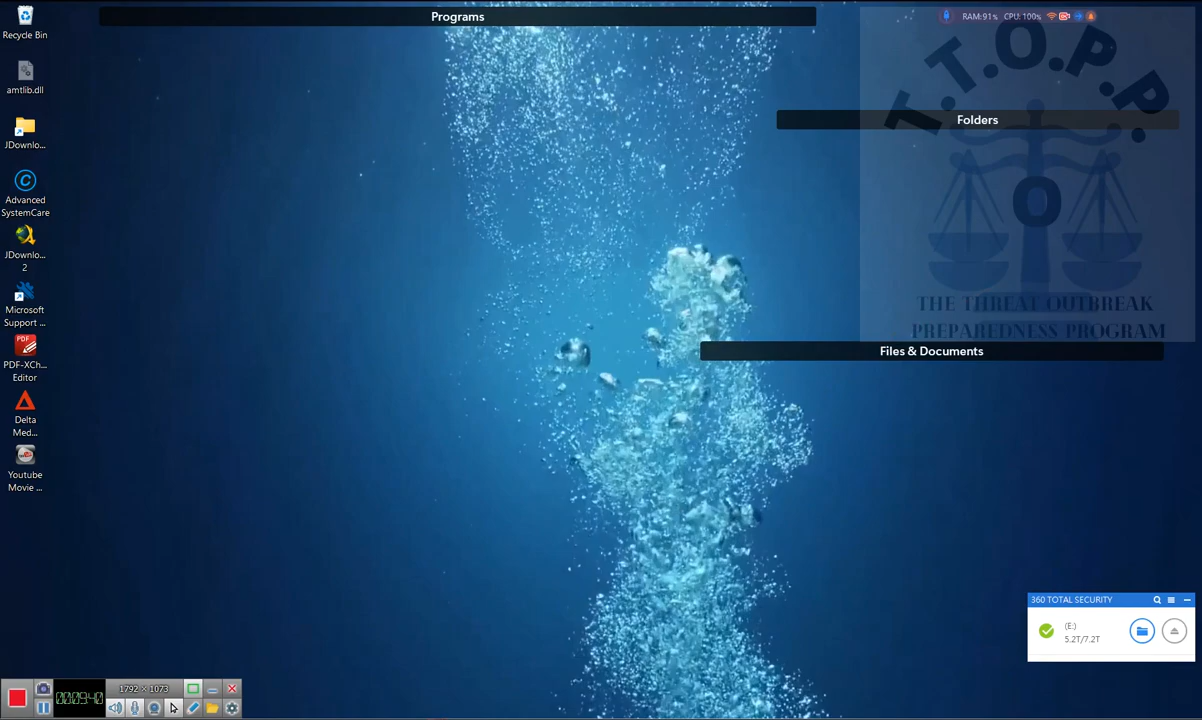 Programs
RAM: 91% CPU: 100%
T.T.O.P.P.
O
Folders
THE THREAT OUTBREAK
PREPAREDNESS PROGRAM
Files & Documents
Recycle Bin
amtlib.dll
JDownlo...
Advanced
SystemCare
JDownlo...
2
Microsoft
Support ...
PDF
PDF-XCh...
Editor
Delta
Med...
Youtube
Movie ...
360 TOTAL SECURITY
(E:)
5.2T/7.2T
1792 × 1073